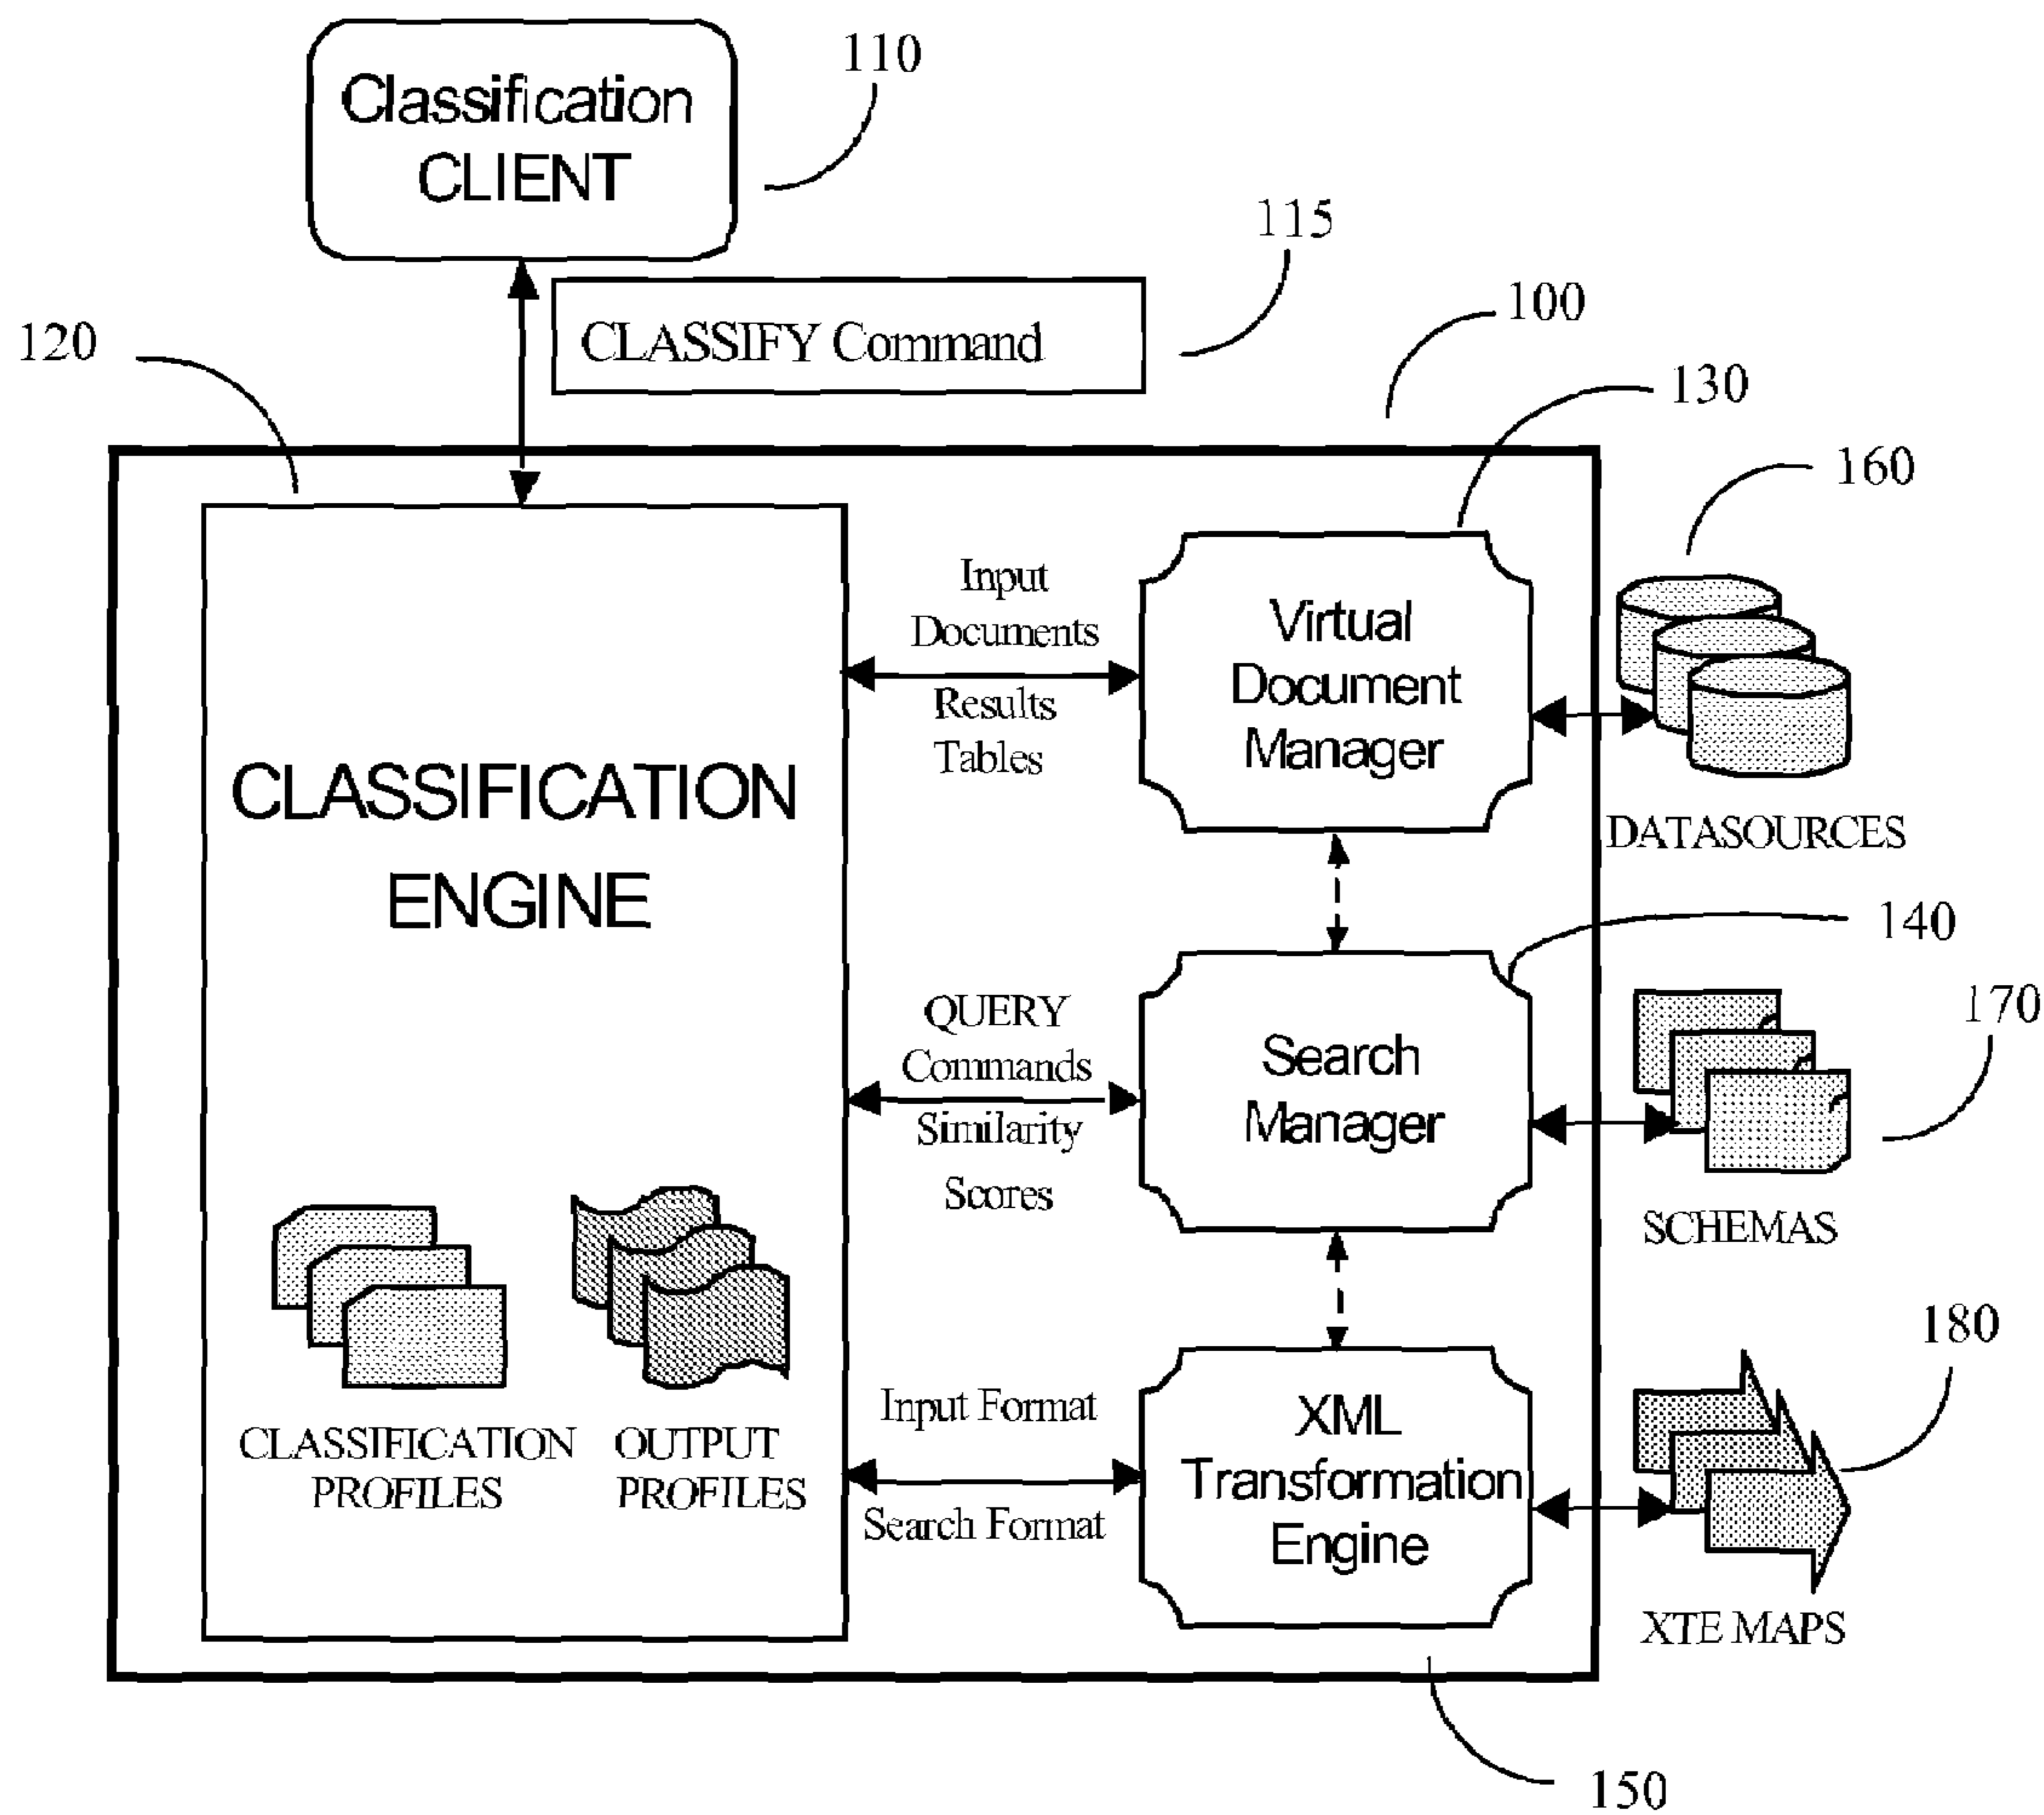 Classification
CLIENT
110
115
CLASSIFY Command
100
120
130
160
Input
Documents
Results
Tables
Virtual
Document
Manager
DATASOURCES
CLASSIFICATION
ENGINE
140
QUERY
Commands
Similarity
Scores
Search
Manager
170
SCHEMAS
CLASSIFICATION
PROFILES
OUTPUT
PROFILES
Input Format
Search Format
XML
Transformation
Engine
180
XTE MAPS
150